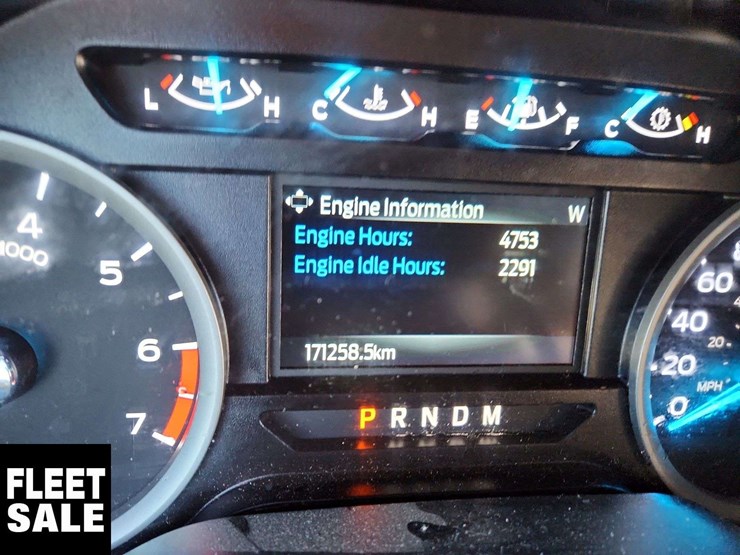 L H C H E F C H
Engine Information W
Engine Hours: 4753
Engine Idle Hours: 2291
171258.5km
P R N D M
4
5
6
7
60
40
20
20
0
MPH
FLEET
SALE